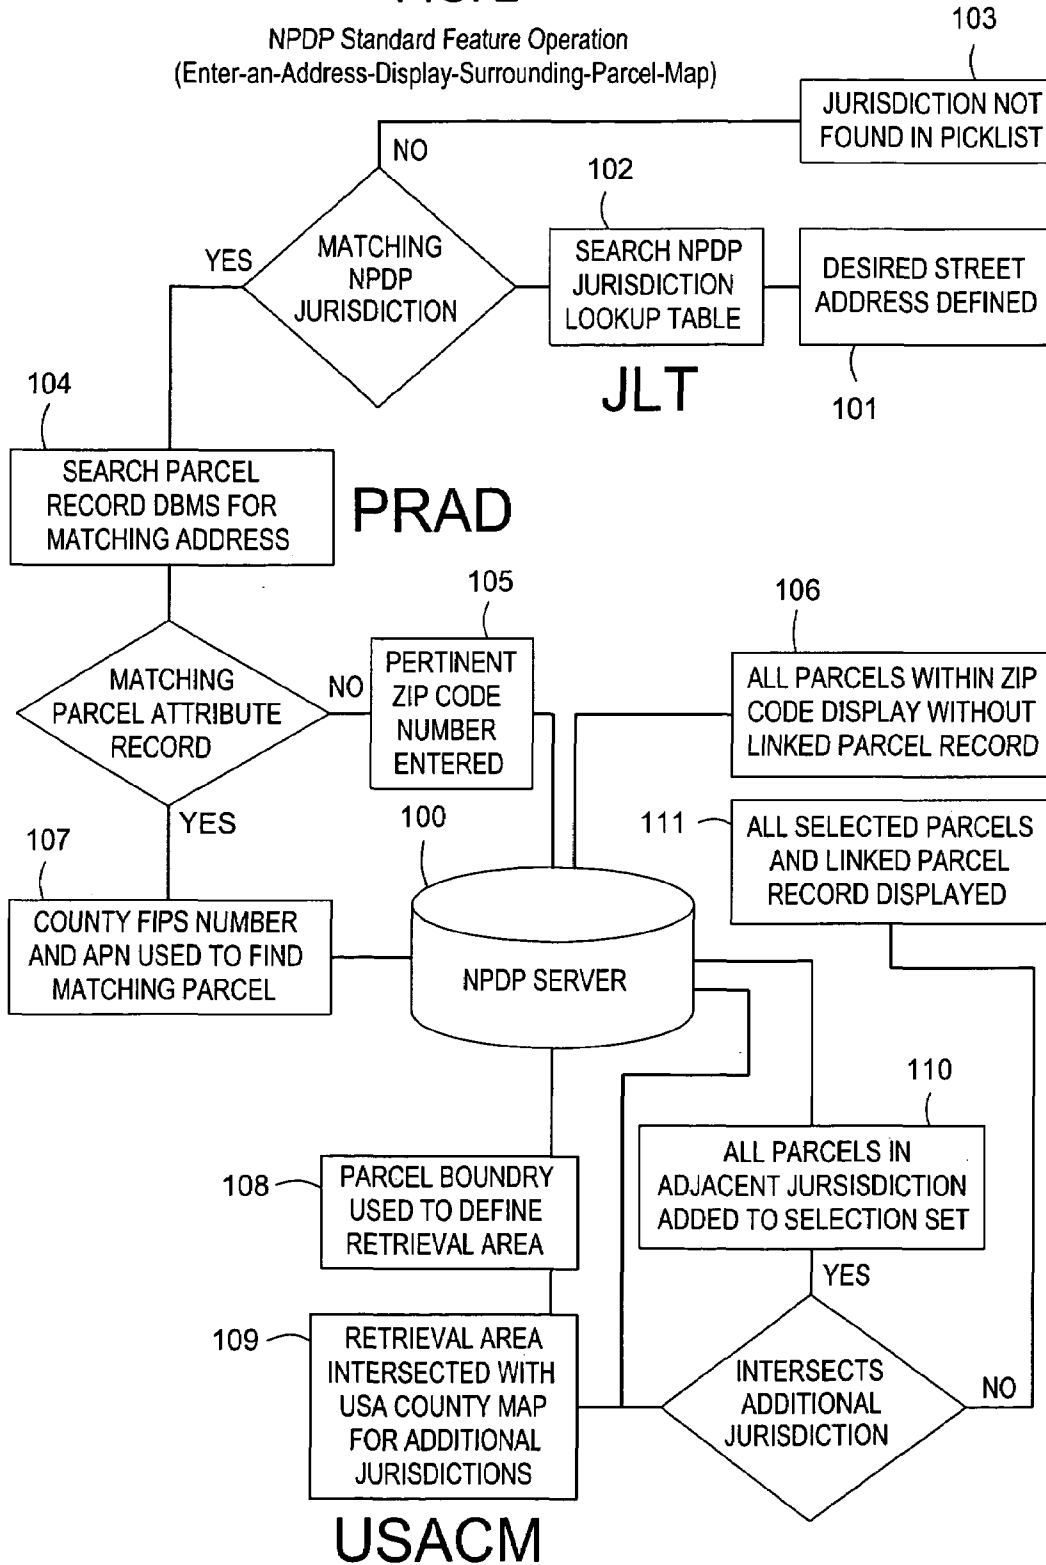 NPDP Standard Feature Operation
(Enter-an-Address-Display-Surrounding-Parcel-Map)
103
JURISDICTION NOT
FOUND IN PICKLIST
NO
102
YES
MATCHING
NPDP
JURISDICTION
SEARCH NPDP
JURISDICTION
LOOKUP TABLE
DESIRED STREET
ADDRESS DEFINED
JLT
101
104
SEARCH PARCEL
RECORD DBMS FOR
MATCHING ADDRESS
PRAD
105
106
MATCHING
PARCEL ATTRIBUTE
RECORD
NO
PERTINENT
ZIP CODE
NUMBER
ENTERED
ALL PARCELS WITHIN ZIP
CODE DISPLAY WITHOUT
LINKED PARCEL RECORD
YES
107
100
111
ALL SELECTED PARCELS
AND LINKED PARCEL
RECORD DISPLAYED
COUNTY FIPS NUMBER
AND APN USED TO FIND
MATCHING PARCEL
NPDP SERVER
110
108
PARCEL BOUNDRY
USED TO DEFINE
RETRIEVAL AREA
ALL PARCELS IN
ADJACENT JURSISDICTION
ADDED TO SELECTION SET
YES
109
RETRIEVAL AREA
INTERSECTED WITH
USA COUNTY MAP
FOR ADDITIONAL
JURISDICTIONS
INTERSECTS
ADDITIONAL
JURISDICTION
NO
USACM